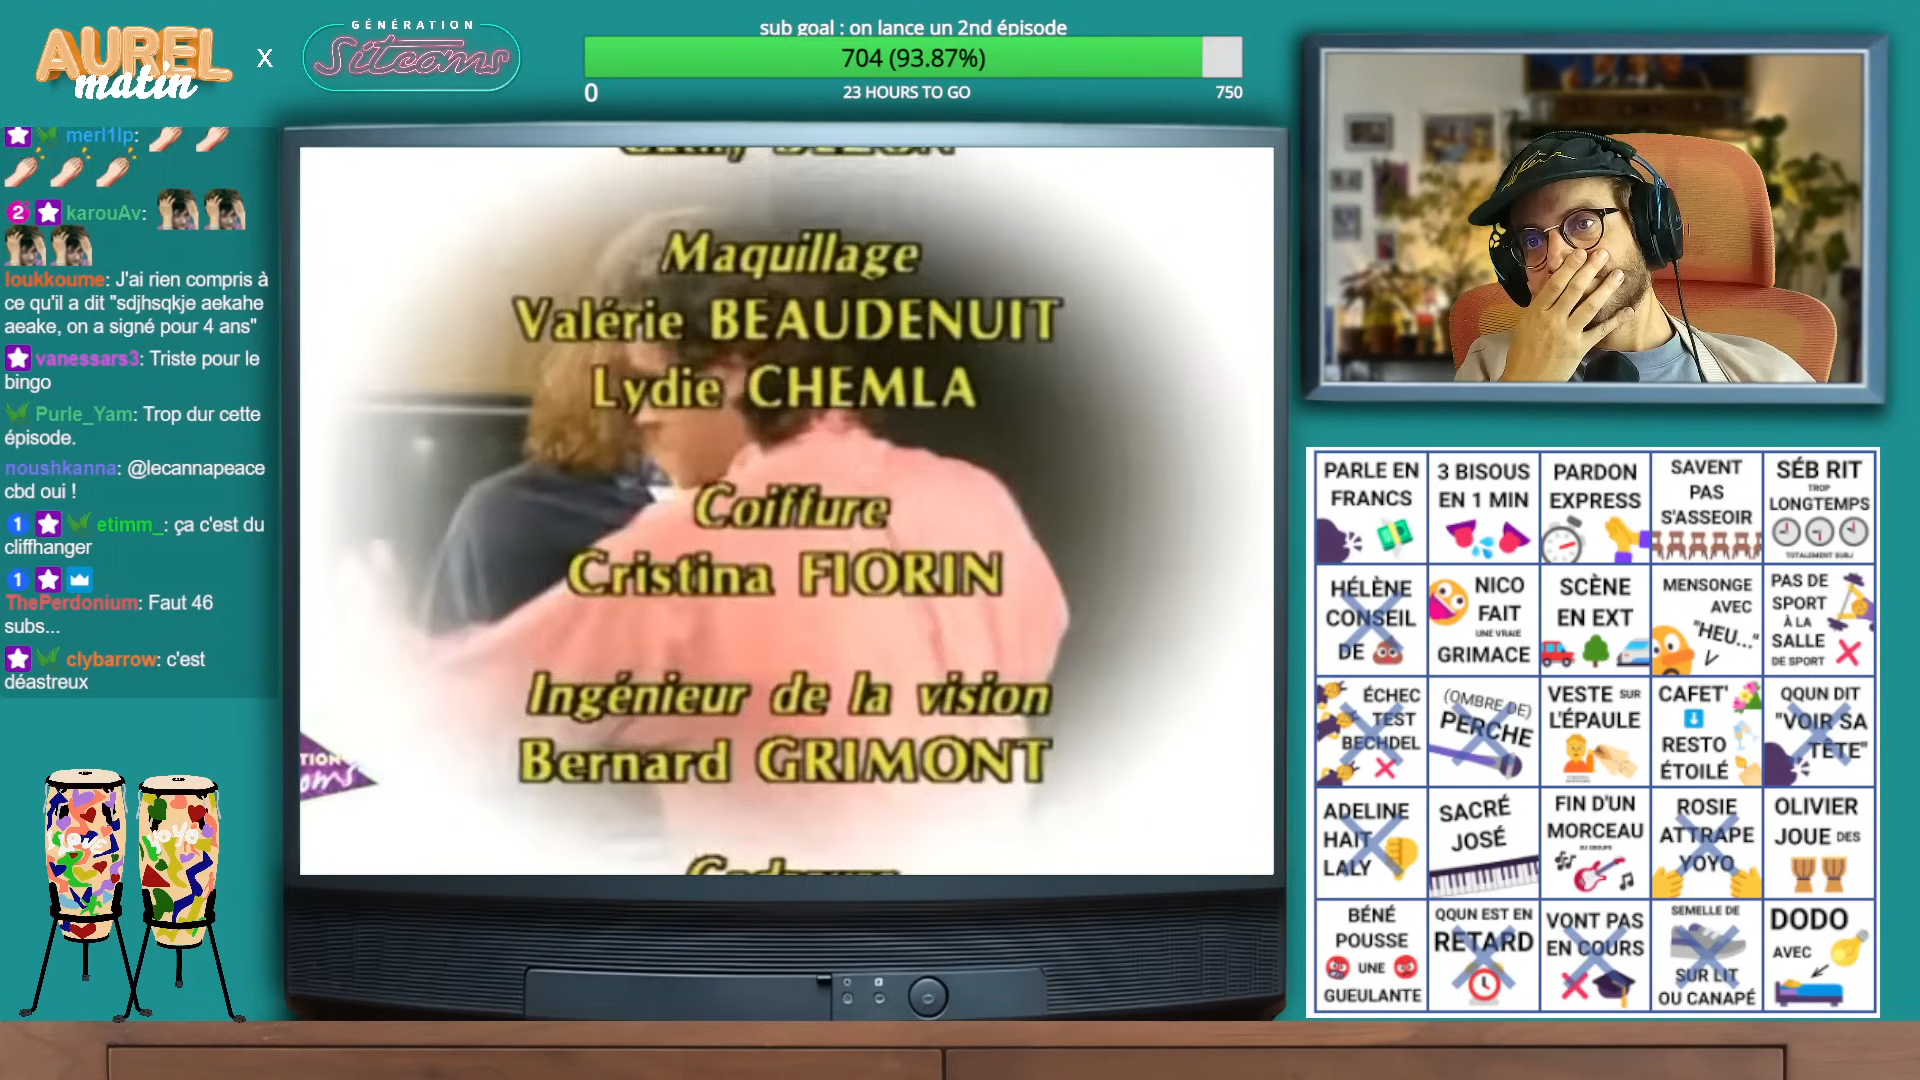 AUREL
matin
X
GÉNÉRATION
Sitcoms
sub goal : on lance un 2nd épisode
704 (93.87%)
0
23 HOURS TO GO
750
merl1lp:
2 karouAv:
loukkoume: J'ai rien compris à
ce qu'il a dit "sdjhsqkje aekahe
aeake, on a signé pour 4 ans"
vanessars3: Triste pour le
bingo
Purle_Yam: Trop dur cette
épisode.
noushkanna: @lecannapeace
cbd oui !
1 etimm_: ça c'est du
cliffhanger
1
ThePerdonium: Faut 46
subs...
clybarrow: c'est
déastreux
Maquillage
Valérie BEAUDENUIT
Lydie CHEMLA
Coiffure
Cristina FIORIN
Ingénieur de la vision
Bernard GRIMONT
TION
oms
PARLE EN
FRANCS
3 BISOUS
EN 1 MIN
PARDON
EXPRESS
SAVENT
PAS
S'ASSEOIR
SÉB RIT
TROP
LONGTEMPS
TOTALEMENT SUBJ
HÉLÈNE
CONSEIL
DE
NICO
FAIT
UNE VRAIE
GRIMACE
SCÈNE
EN EXT
MENSONGE
AVEC
"HEU..."
PAS DE
SPORT
À LA
SALLE
DE SPORT
ÉCHEC
TEST
BECHDEL
(OMBRE DE)
PERCHE
VESTE SUR
L'ÉPAULE
CAFET'
RESTO
ÉTOILÉ
QQUN DIT
"VOIR SA
TÊTE"
ADELINE
HAIT
LALY
SACRÉ
JOSÉ
FIN D'UN
MORCEAU
DU GROUPE
ROSIE
ATTRAPE
YOYO
OLIVIER
JOUE DES
BÉNÉ
POUSSE
UNE
GUEULANTE
QQUN EST EN
RETARD
VONT PAS
EN COURS
SEMELLE DE
SUR LIT
OU CANAPÉ
DODO
AVEC
love
yoyo